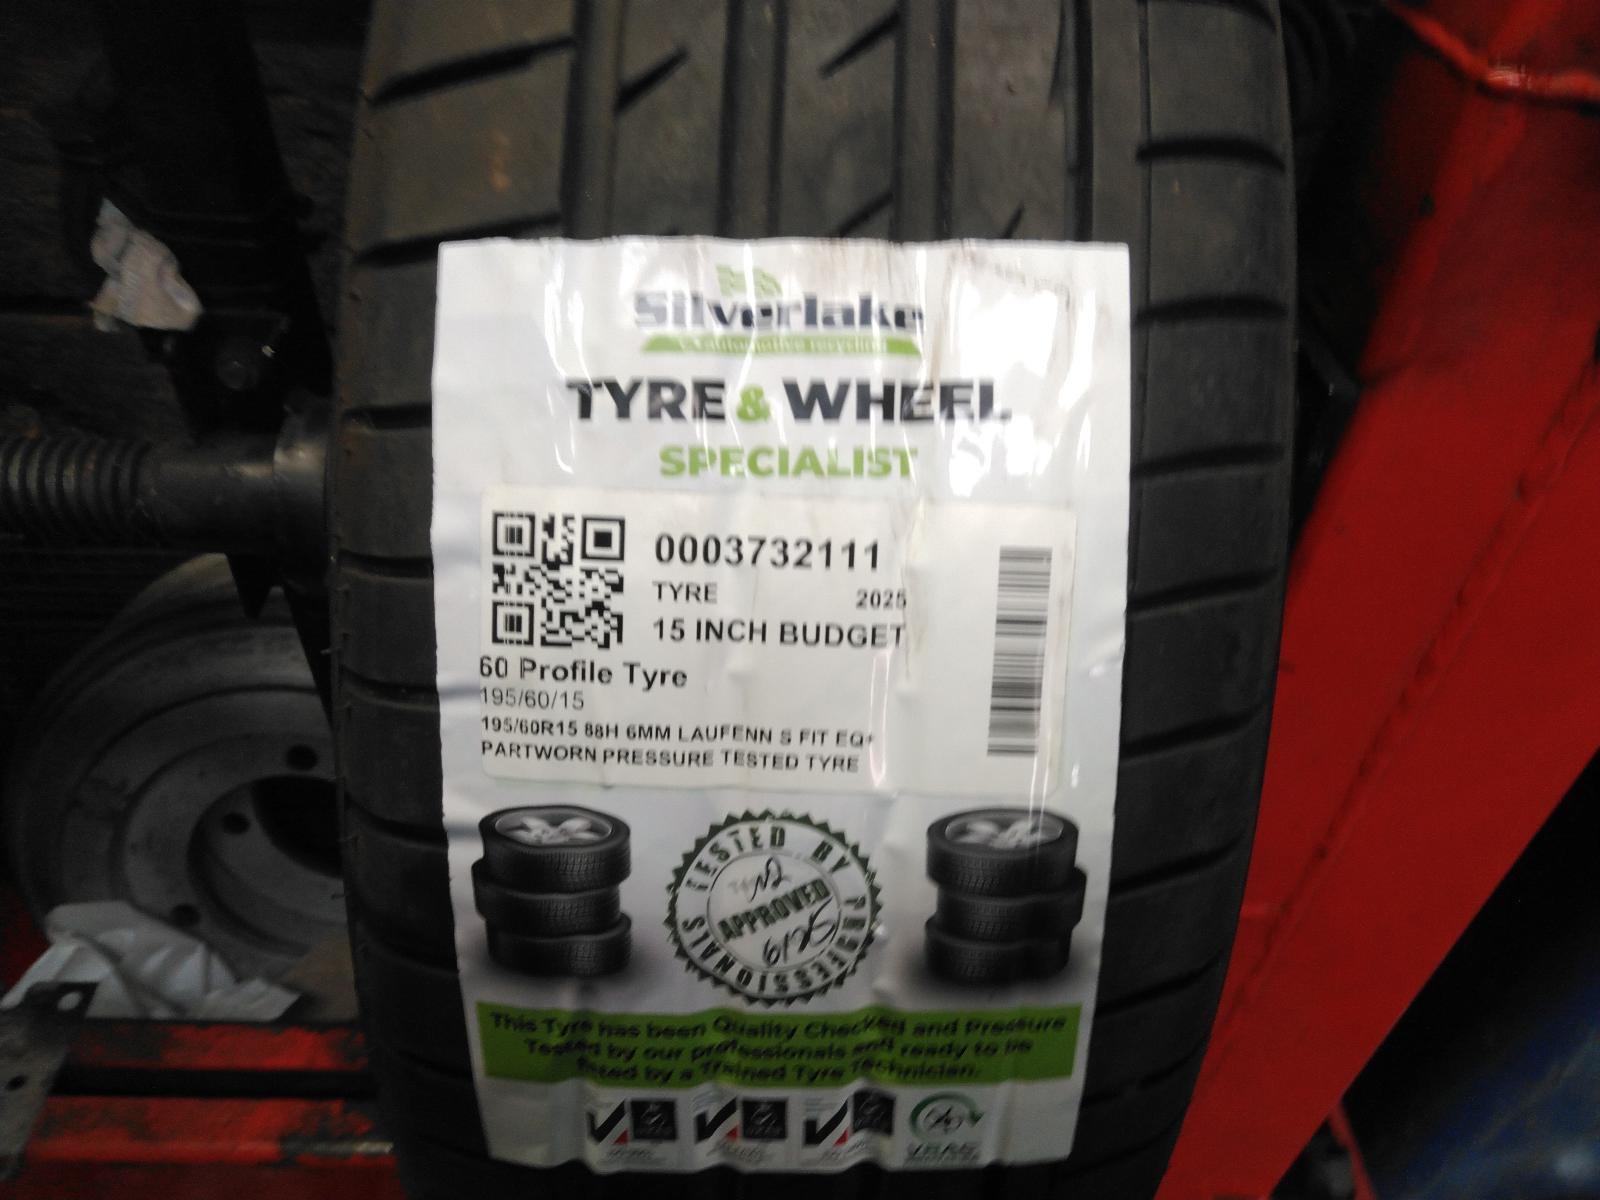 Silverlake
automotive recycling
TYRE & WHEEL
SPECIALIST
0003732111
TYRE 2025
15 INCH BUDGET
60 Profile Tyre
195/60/15
195/60R15 88H 6MM LAUFENN S FIT EQ+
PARTWORN PRESSURE TESTED TYRE
TESTED BY PROFESSIONALS
APPROVED
This Tyre has been Quality Checked and Pressure
Tested by our professionals and ready to be
fitted by a Trained Tyre Technician.